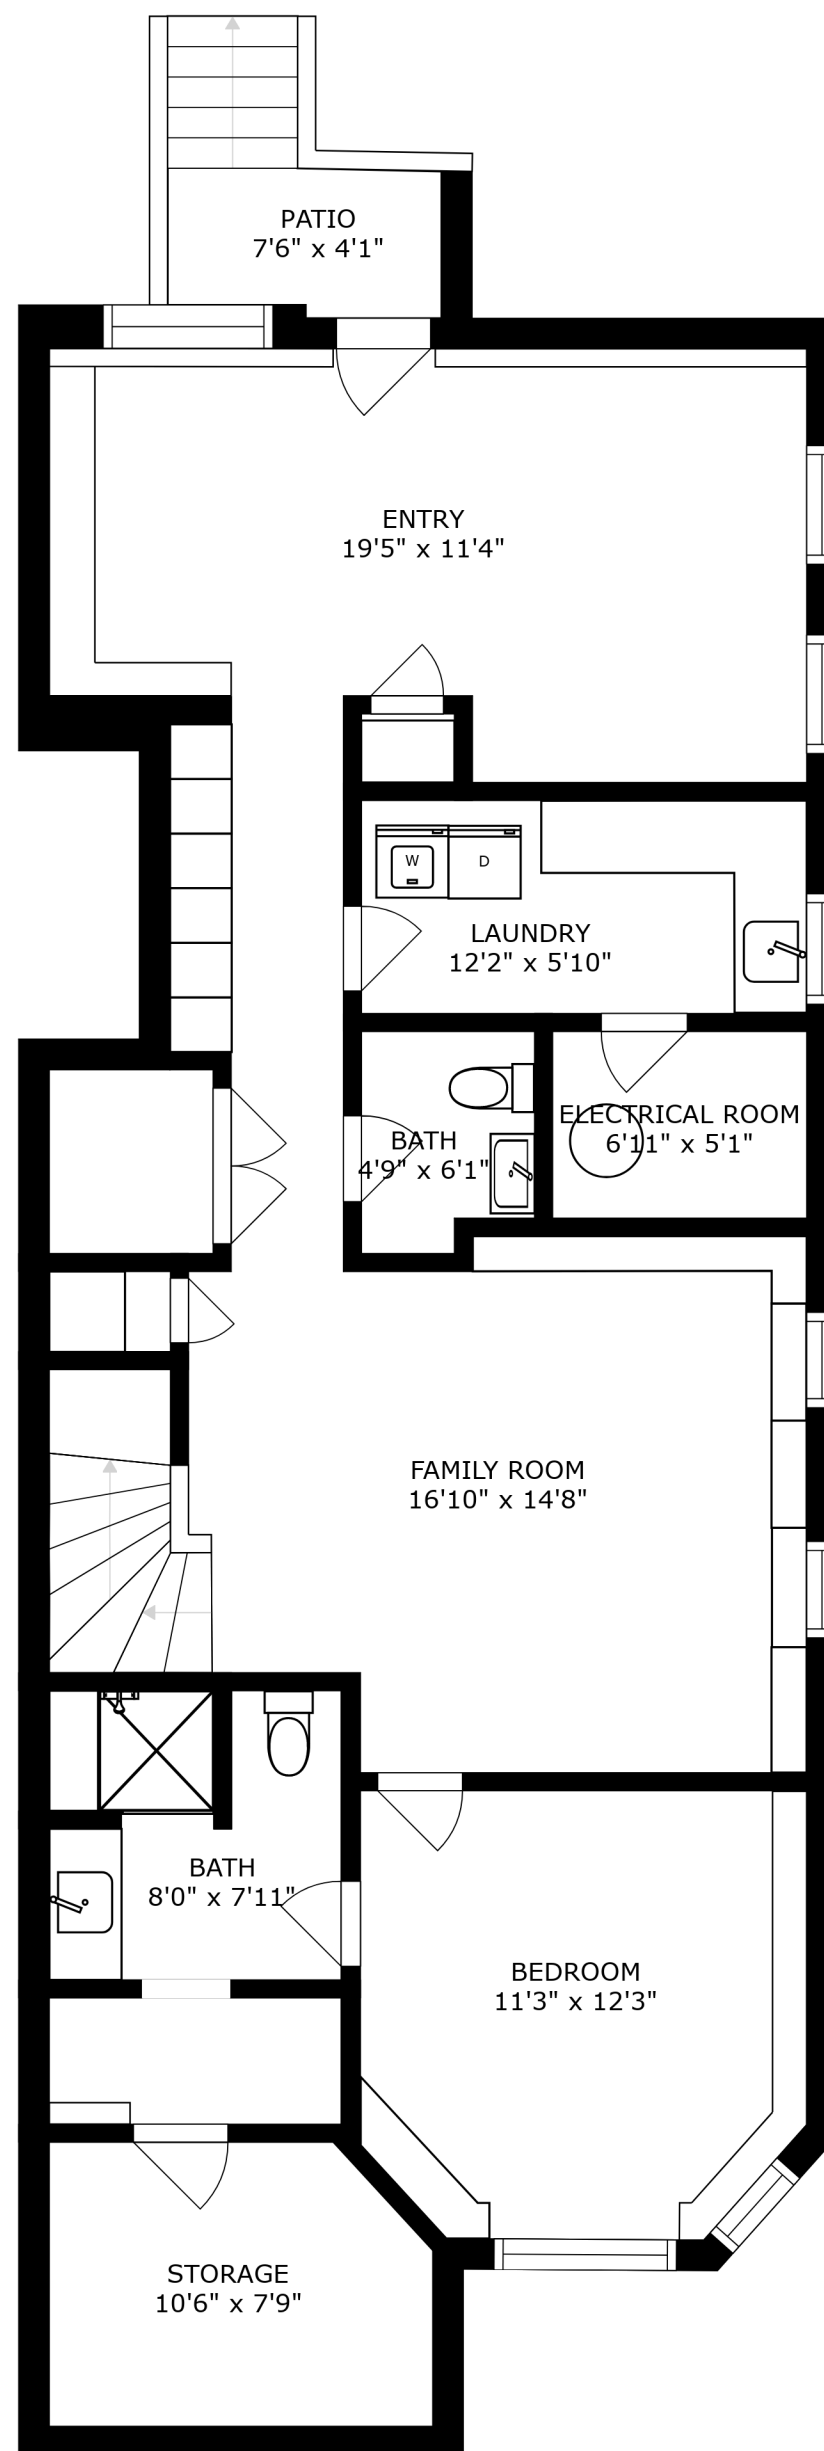 PATIO
7'6" x 4'1"
ENTRY
19'5" x 11'4"
W
D
LAUNDRY
12'2" x 5'10"
ELECTRICAL ROOM
6'11" x 5'1"
BATH
4'9" x 6'1"
FAMILY ROOM
16'10" x 14'8"
BATH
8'0" x 7'11"
BEDROOM
11'3" x 12'3"
STORAGE
10'6" x 7'9"